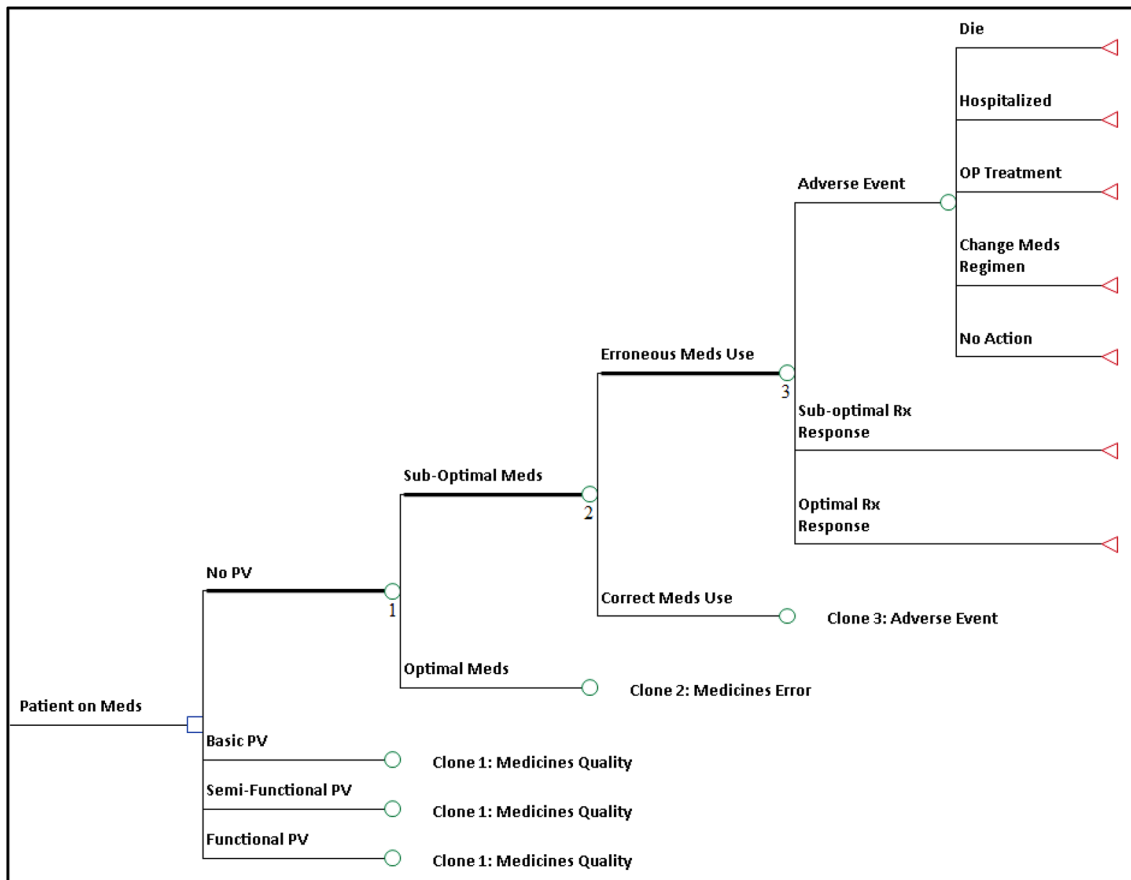 Die
Hospitalized
OP Treatment
Adverse Event
Change Meds
Regimen
No Action
Erroneous Meds Use
3
Sub-optimal Rx
Response
Sub-Optimal Meds
2
Optimal Rx
Response
No PV
1
Correct Meds Use
Clone 3: Adverse Event
Optimal Meds
Clone 2: Medicines Error
Patient on Meds
Basic PV
Clone 1: Medicines Quality
Semi-Functional PV
Clone 1: Medicines Quality
Functional PV
Clone 1: Medicines Quality